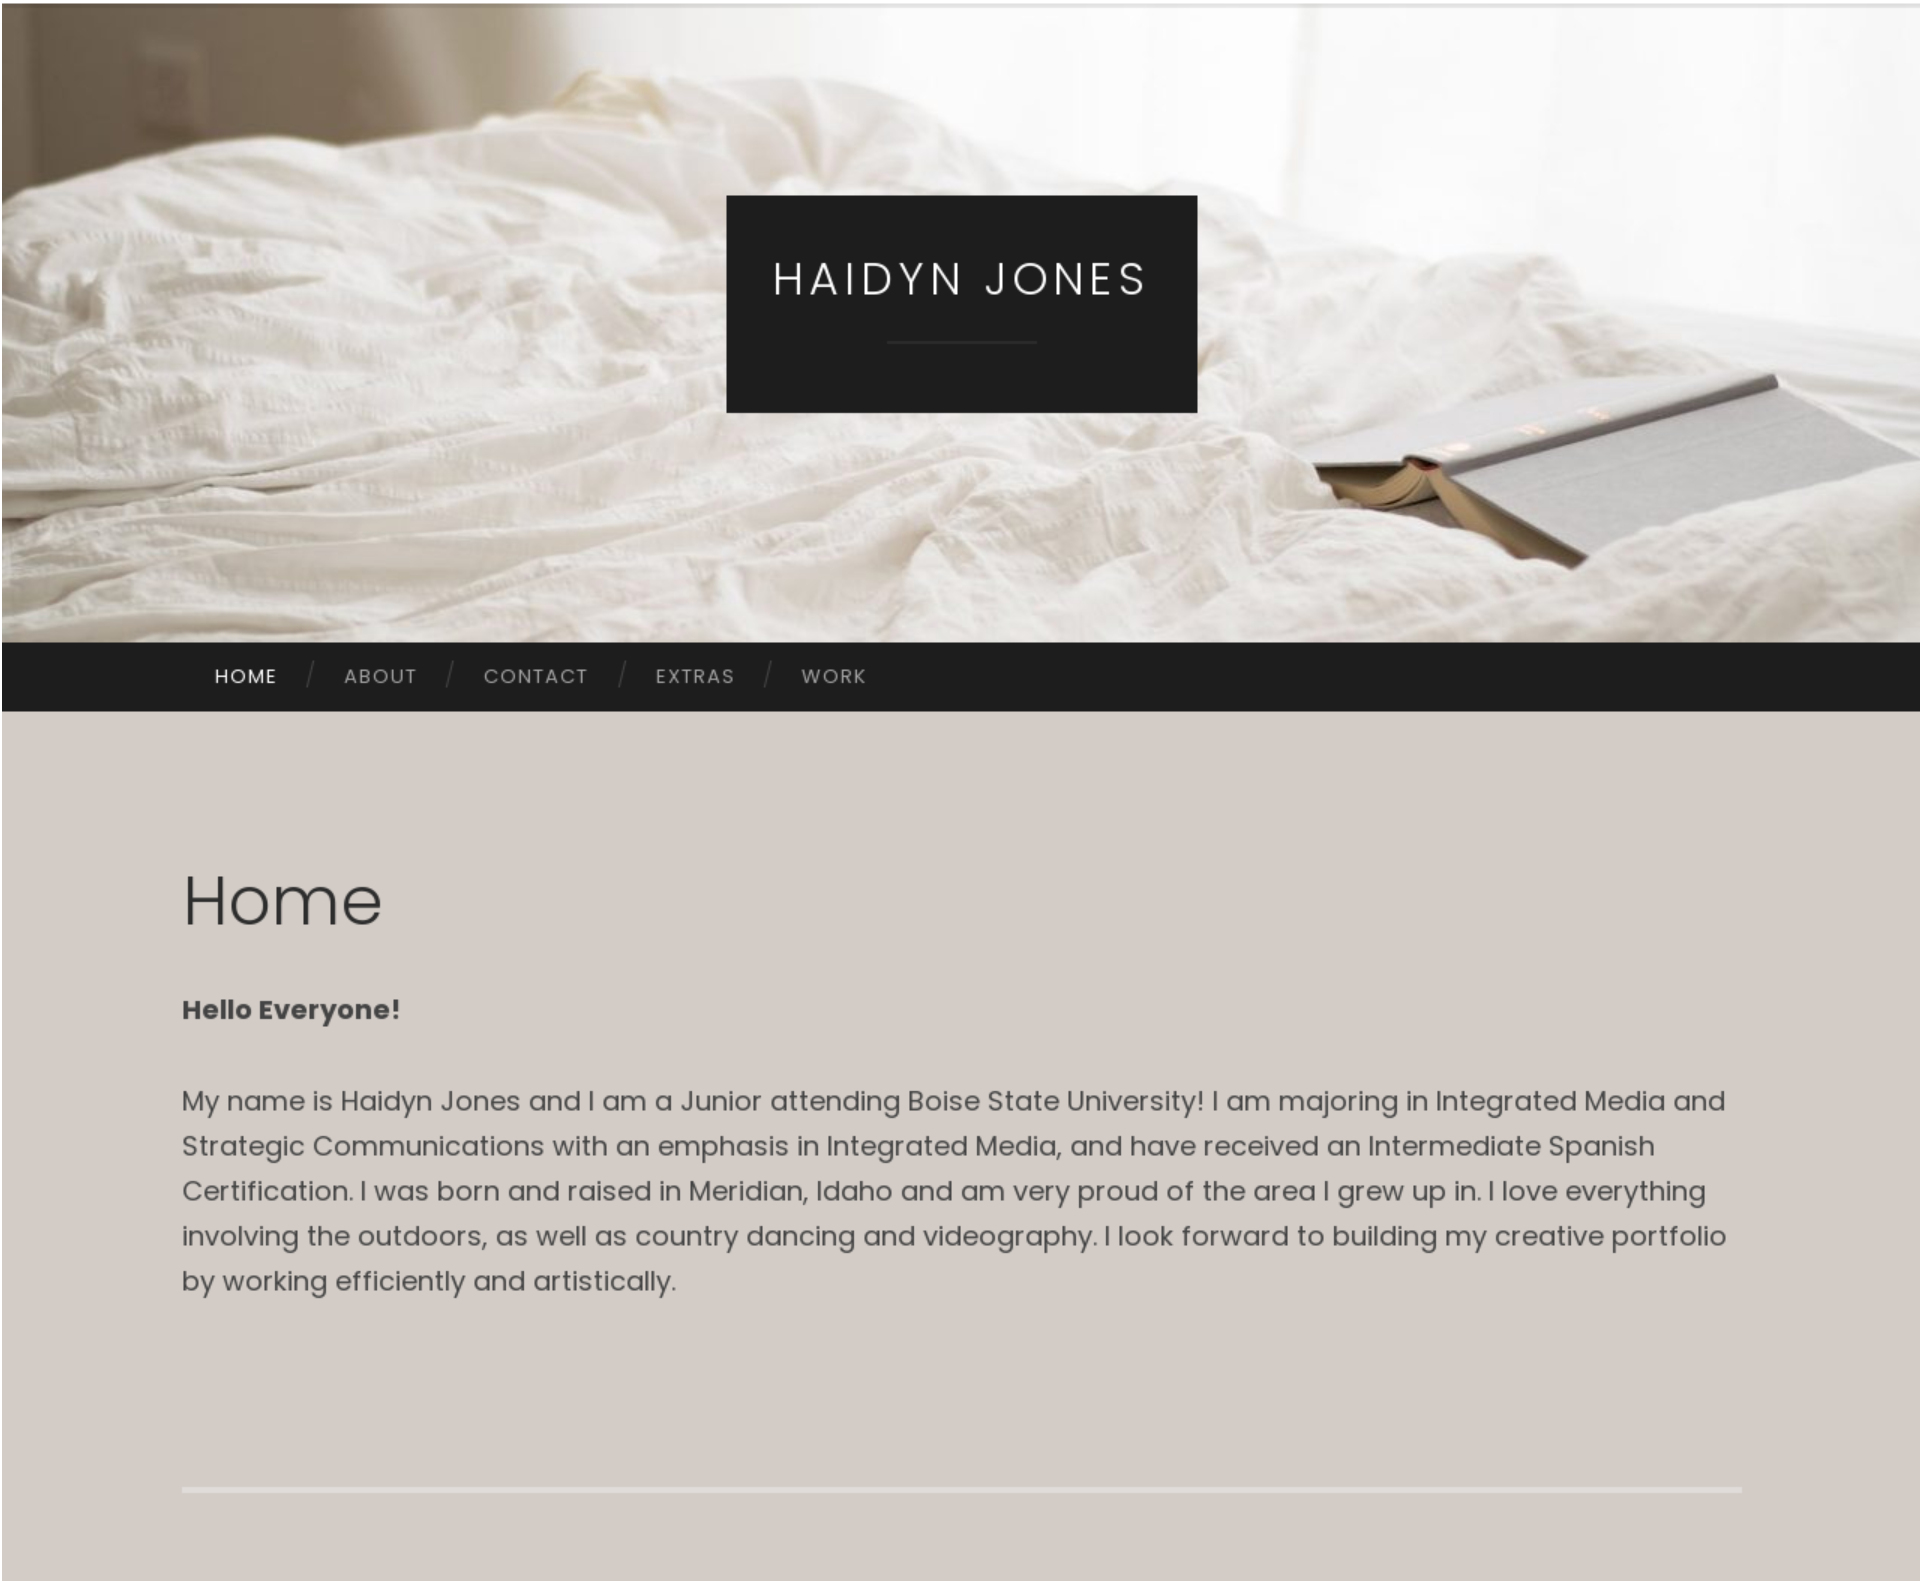 HAIDYN JONES
HOME / ABOUT / CONTACT / EXTRAS / WORK
Home
Hello Everyone!
My name is Haidyn Jones and I am a Junior attending Boise State University! I am majoring in Integrated Media and
Strategic Communications with an emphasis in Integrated Media, and have received an Intermediate Spanish
Certification. I was born and raised in Meridian, Idaho and am very proud of the area I grew up in. I love everything
involving the outdoors, as well as country dancing and videography. I look forward to building my creative portfolio
by working efficiently and artistically.